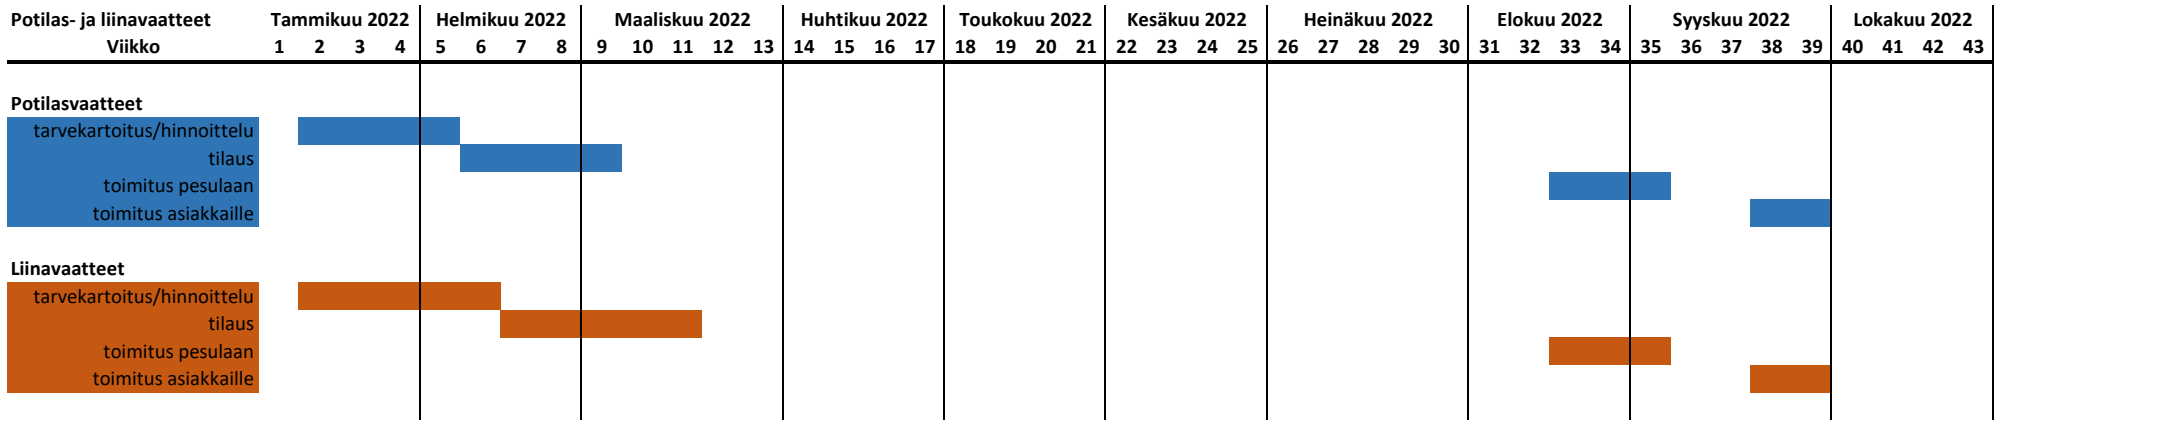 Potilas- ja liinavaatteet Tammikuu 2022 Helmikuu 2022 Maaliskuu 2022 Huhtikuu 2022 Toukokuu 2022 Kesäkuu 2022 Heinäkuu 2022 Elokuu 2022 Syyskuu 2022 Lokakuu 2022
Viikko 1 2 3 4 5 6 7 8 9 10 11 12 13 14 15 16 17 18 19 20 21 22 23 24 25 26 27 28 29 30 31 32 33 34 35 36 37 38 39 40 41 42 43
Potilasvaatteet
tarvekartoitus/hinnoittelu
tilaus
toimitus pesulaan
toimitus asiakkaille
Liinavaatteet
tarvekartoitus/hinnoittelu
tilaus
toimitus pesulaan
toimitus asiakkaille